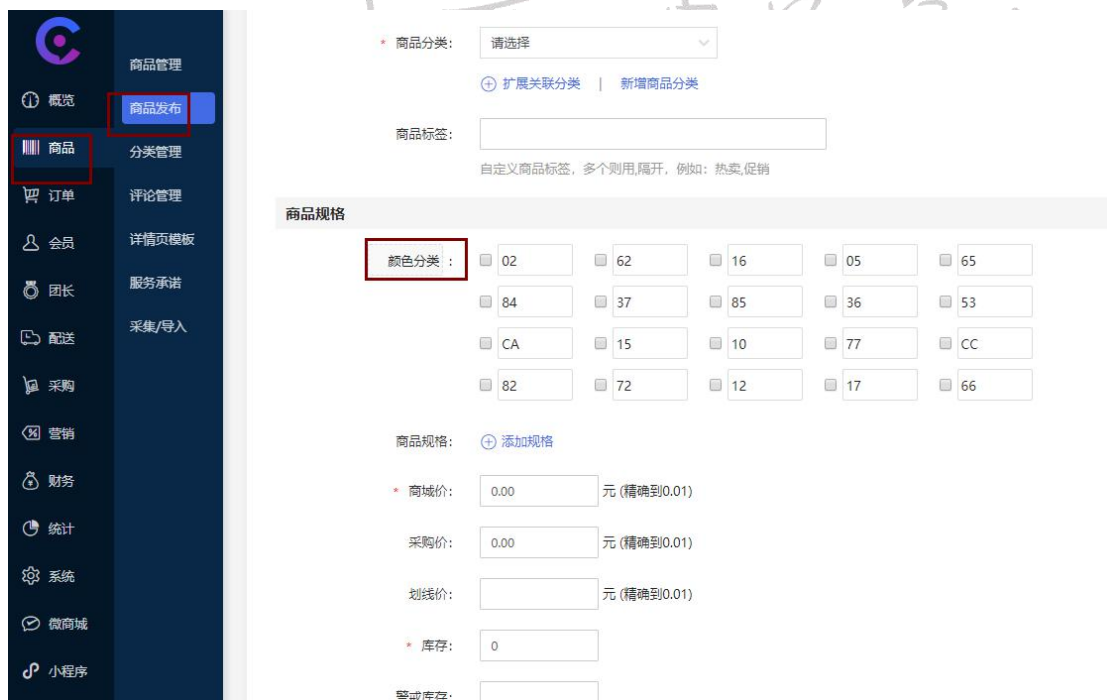 概览
商品
订单
会员
团长
配送
采购
营销
财务
统计
系统
微商城
小程序
商品管理
商品发布
分类管理
评论管理
详情页模板
服务承诺
采集/导入
* 商品分类： 请选择
扩展关联分类 | 新增商品分类
商品标签：
自定义商品标签，多个则用,隔开，例如：热卖,促销
商品规格
颜色分类 ： 02 62 16 05 65
84 37 85 36 53
CA 15 10 77 CC
82 72 12 17 66
商品规格： 添加规格
* 商城价： 0.00 元 (精确到0.01)
采购价： 0.00 元 (精确到0.01)
划线价： 元 (精确到0.01)
* 库存： 0
警戒库存：